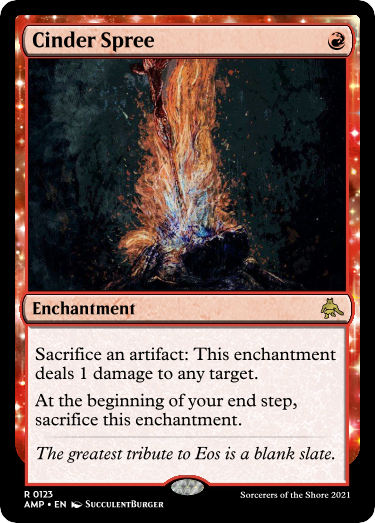 Cinder Spree
Enchantment
Sacrifice an artifact: This enchantment
deals 1 damage to any target.
At the beginning of your end step,
sacrifice this enchantment.
The greatest tribute to Eos is a blank slate.
R 0123
AMP • EN SucculentBurger
Sorcerers of the Shore 2021